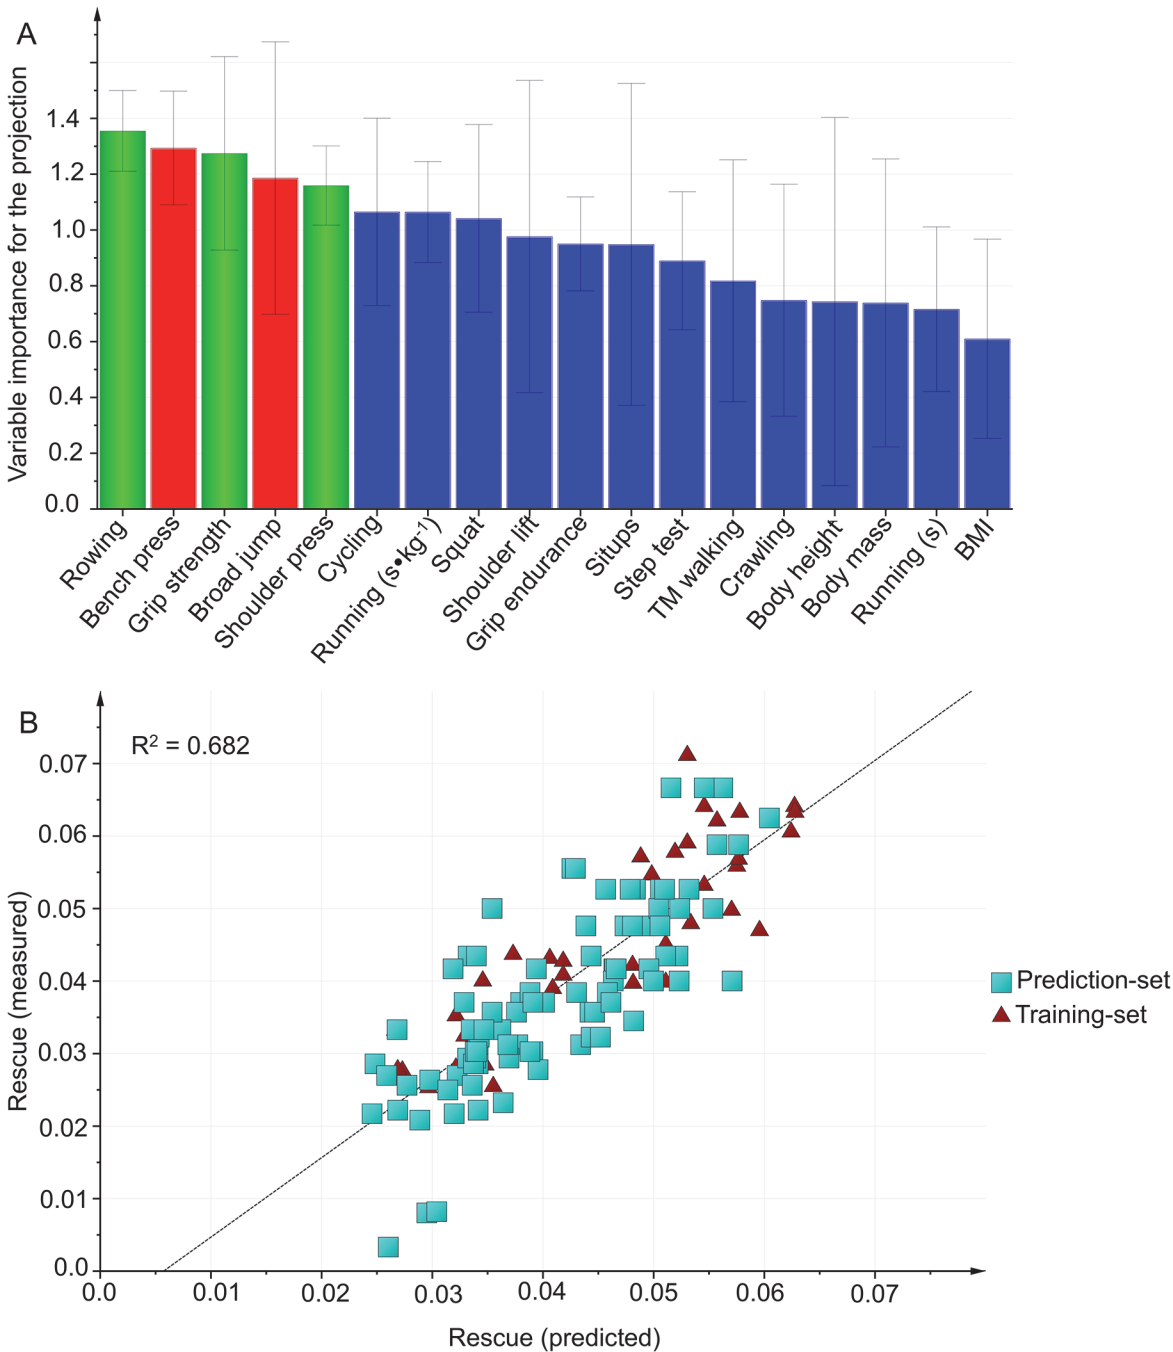 A
Variable importance for the projection
1.4
1.2
1.0
0.8
0.6
0.4
0.2
0.0
Rowing
Bench press
Grip strength
Broad jump
Shoulder press
Cycling
Running (s•kg⁻¹)
Squat
Shoulder lift
Grip endurance
Situps
Step test
TM walking
Crawling
Body height
Body mass
Running (s)
BMI
B
R² = 0.682
Rescue (measured)
0.07
0.06
0.05
0.04
0.03
0.02
0.01
0.0
0.0
0.01
0.02
0.03
0.04
0.05
0.06
0.07
Rescue (predicted)
Prediction-set
Training-set